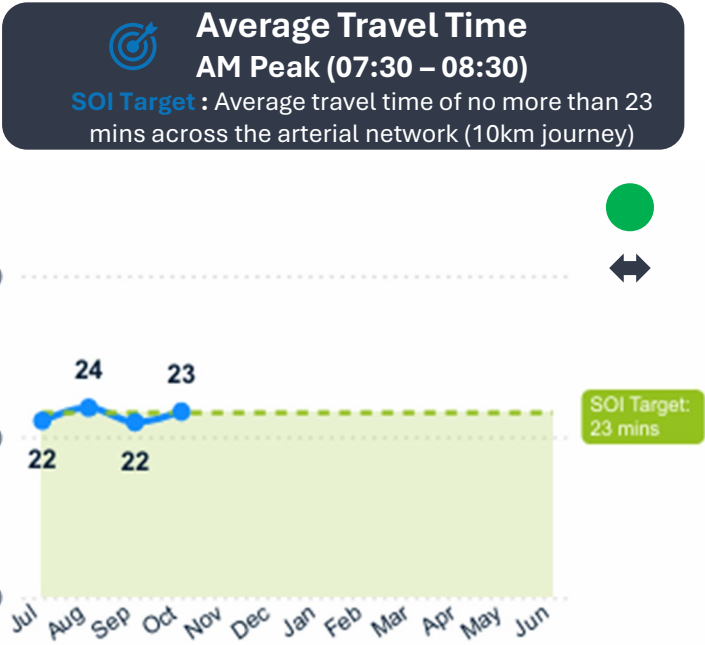 Average Travel Time
AM Peak (07:30 – 08:30)
SOI Target : Average travel time of no more than 23
mins across the arterial network (10km journey)
24
23
22
22
SOI Target:
23 mins
Jul
Aug
Sep
Oct
Nov
Dec
Jan
Feb
Mar
Apr
May
Jun